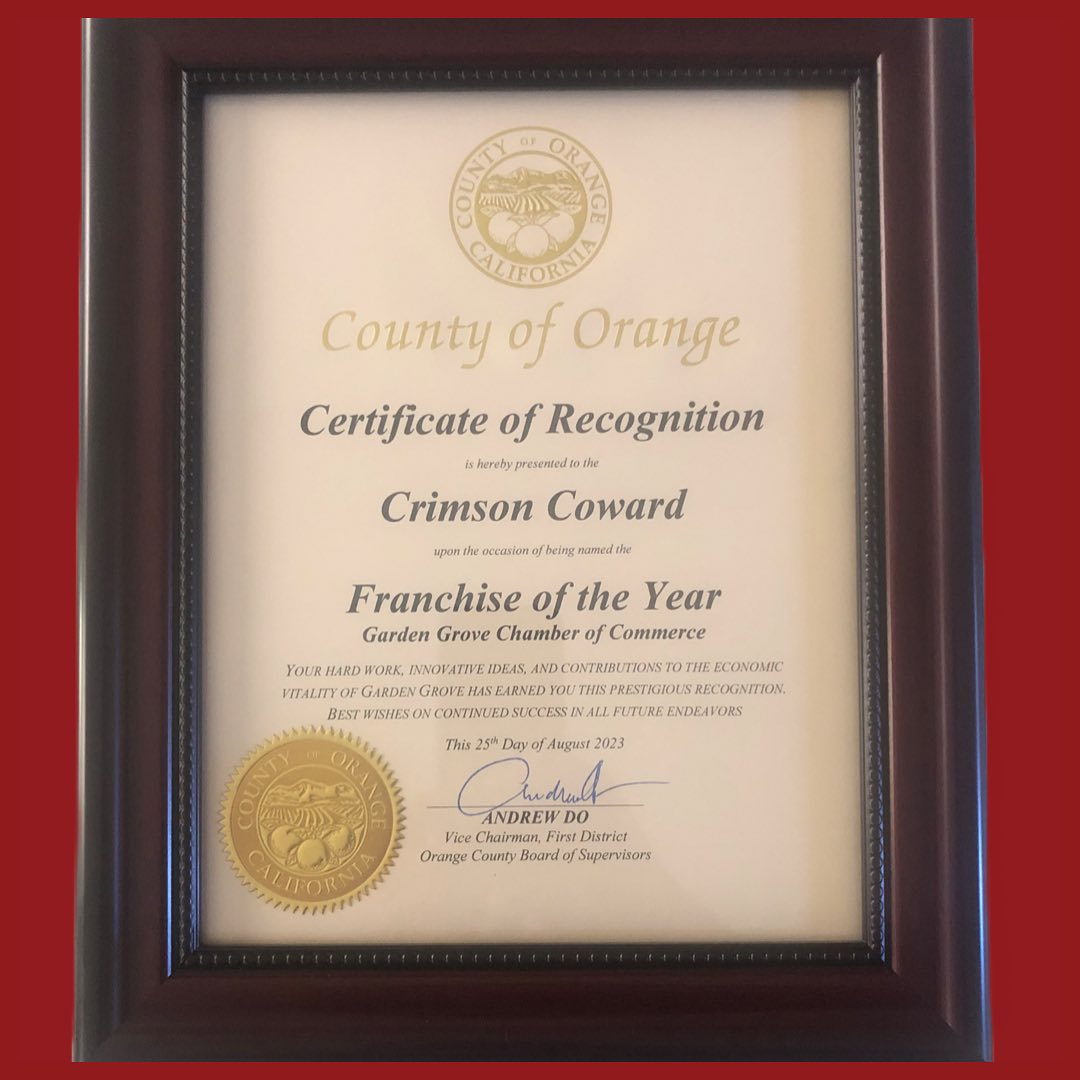 COUNTY OF ORANGE
CALIFORNIA
County of Orange
Certificate of Recognition
is hereby presented to the
Crimson Coward
upon the occasion of being named the
Franchise of the Year
Garden Grove Chamber of Commerce
YOUR HARD WORK, INNOVATIVE IDEAS, AND CONTRIBUTIONS TO THE ECONOMIC
VITALITY OF GARDEN GROVE HAS EARNED YOU THIS PRESTIGIOUS RECOGNITION.
BEST WISHES ON CONTINUED SUCCESS IN ALL FUTURE ENDEAVORS
This 25th Day of August 2023
ANDREW DO
Vice Chairman, First District
Orange County Board of Supervisors
COUNTY OF ORANGE
CALIFORNIA